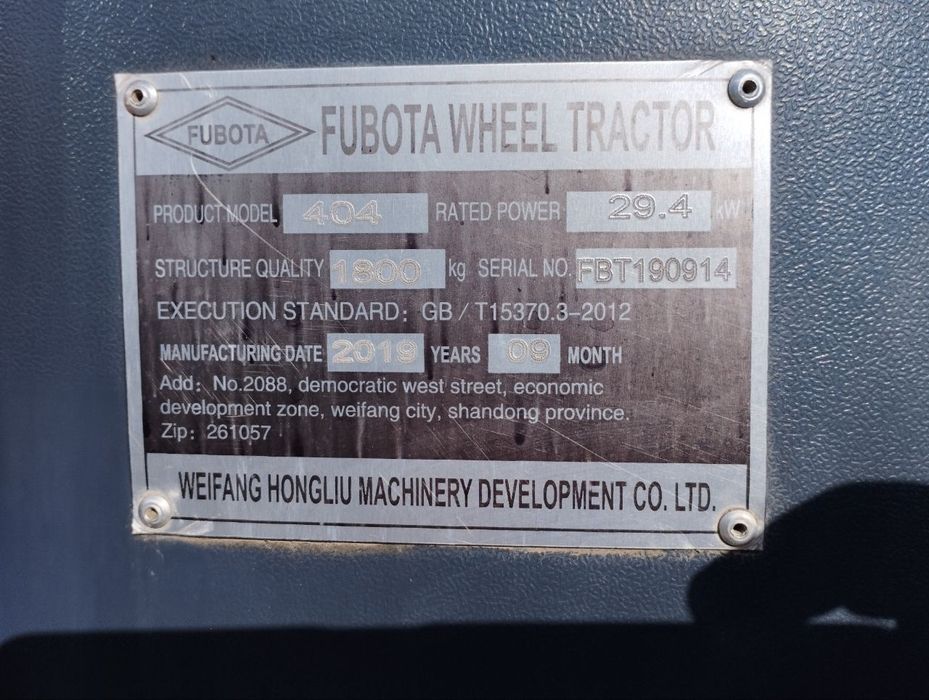 FUBOTA FUBOTA WHEEL TRACTOR
PRODUCT MODEL 404 RATED POWER 29.4 kW
STRUCTURE QUALITY 1800 kg SERIAL NO. FBT190914
EXECUTION STANDARD: GB / T15370.3-2012
MANUFACTURING DATE 2019 YEARS 09 MONTH
Add: No.2088, democratic west street, economic
development zone, weifang city, shandong province.
Zip: 261057
WEIFANG HONGLIU MACHINERY DEVELOPMENT CO. LTD.